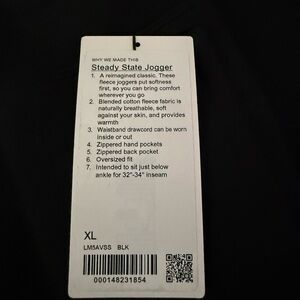 WHY WE MADE THIS
Steady State Jogger
1. A reimagined classic. These
fleece joggers put softness
first, so you can bring comfort
wherever you go
2. Blended cotton fleece fabric is
naturally breathable, soft
against your skin, and provides
warmth
3. Waistband drawcord can be worn
inside or out
4. Zippered hand pockets
5. Zippered back pocket
6. Oversized fit
7. Intended to sit just below
ankle for 32"-34" inseam
XL
LM5AVSS BLK
000148231854